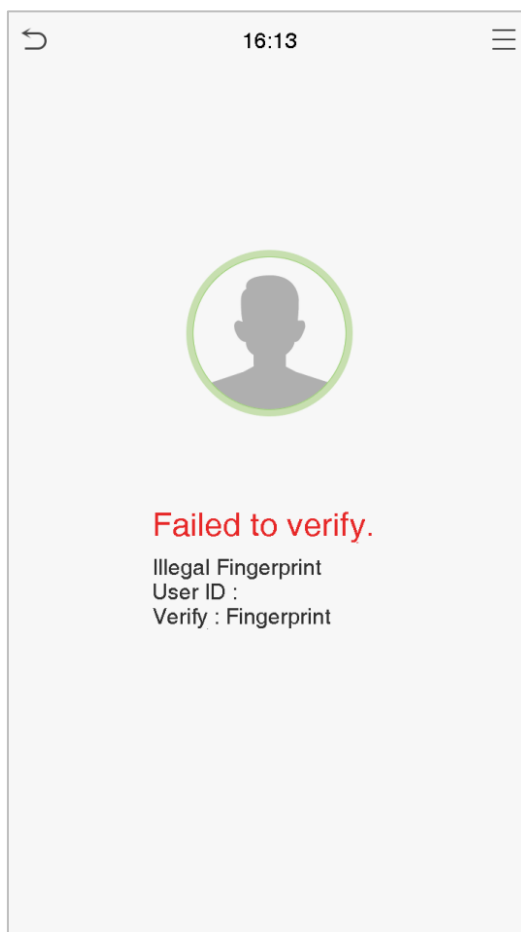 16:13
Failed to verify.
Illegal Fingerprint
User ID :
Verify : Fingerprint